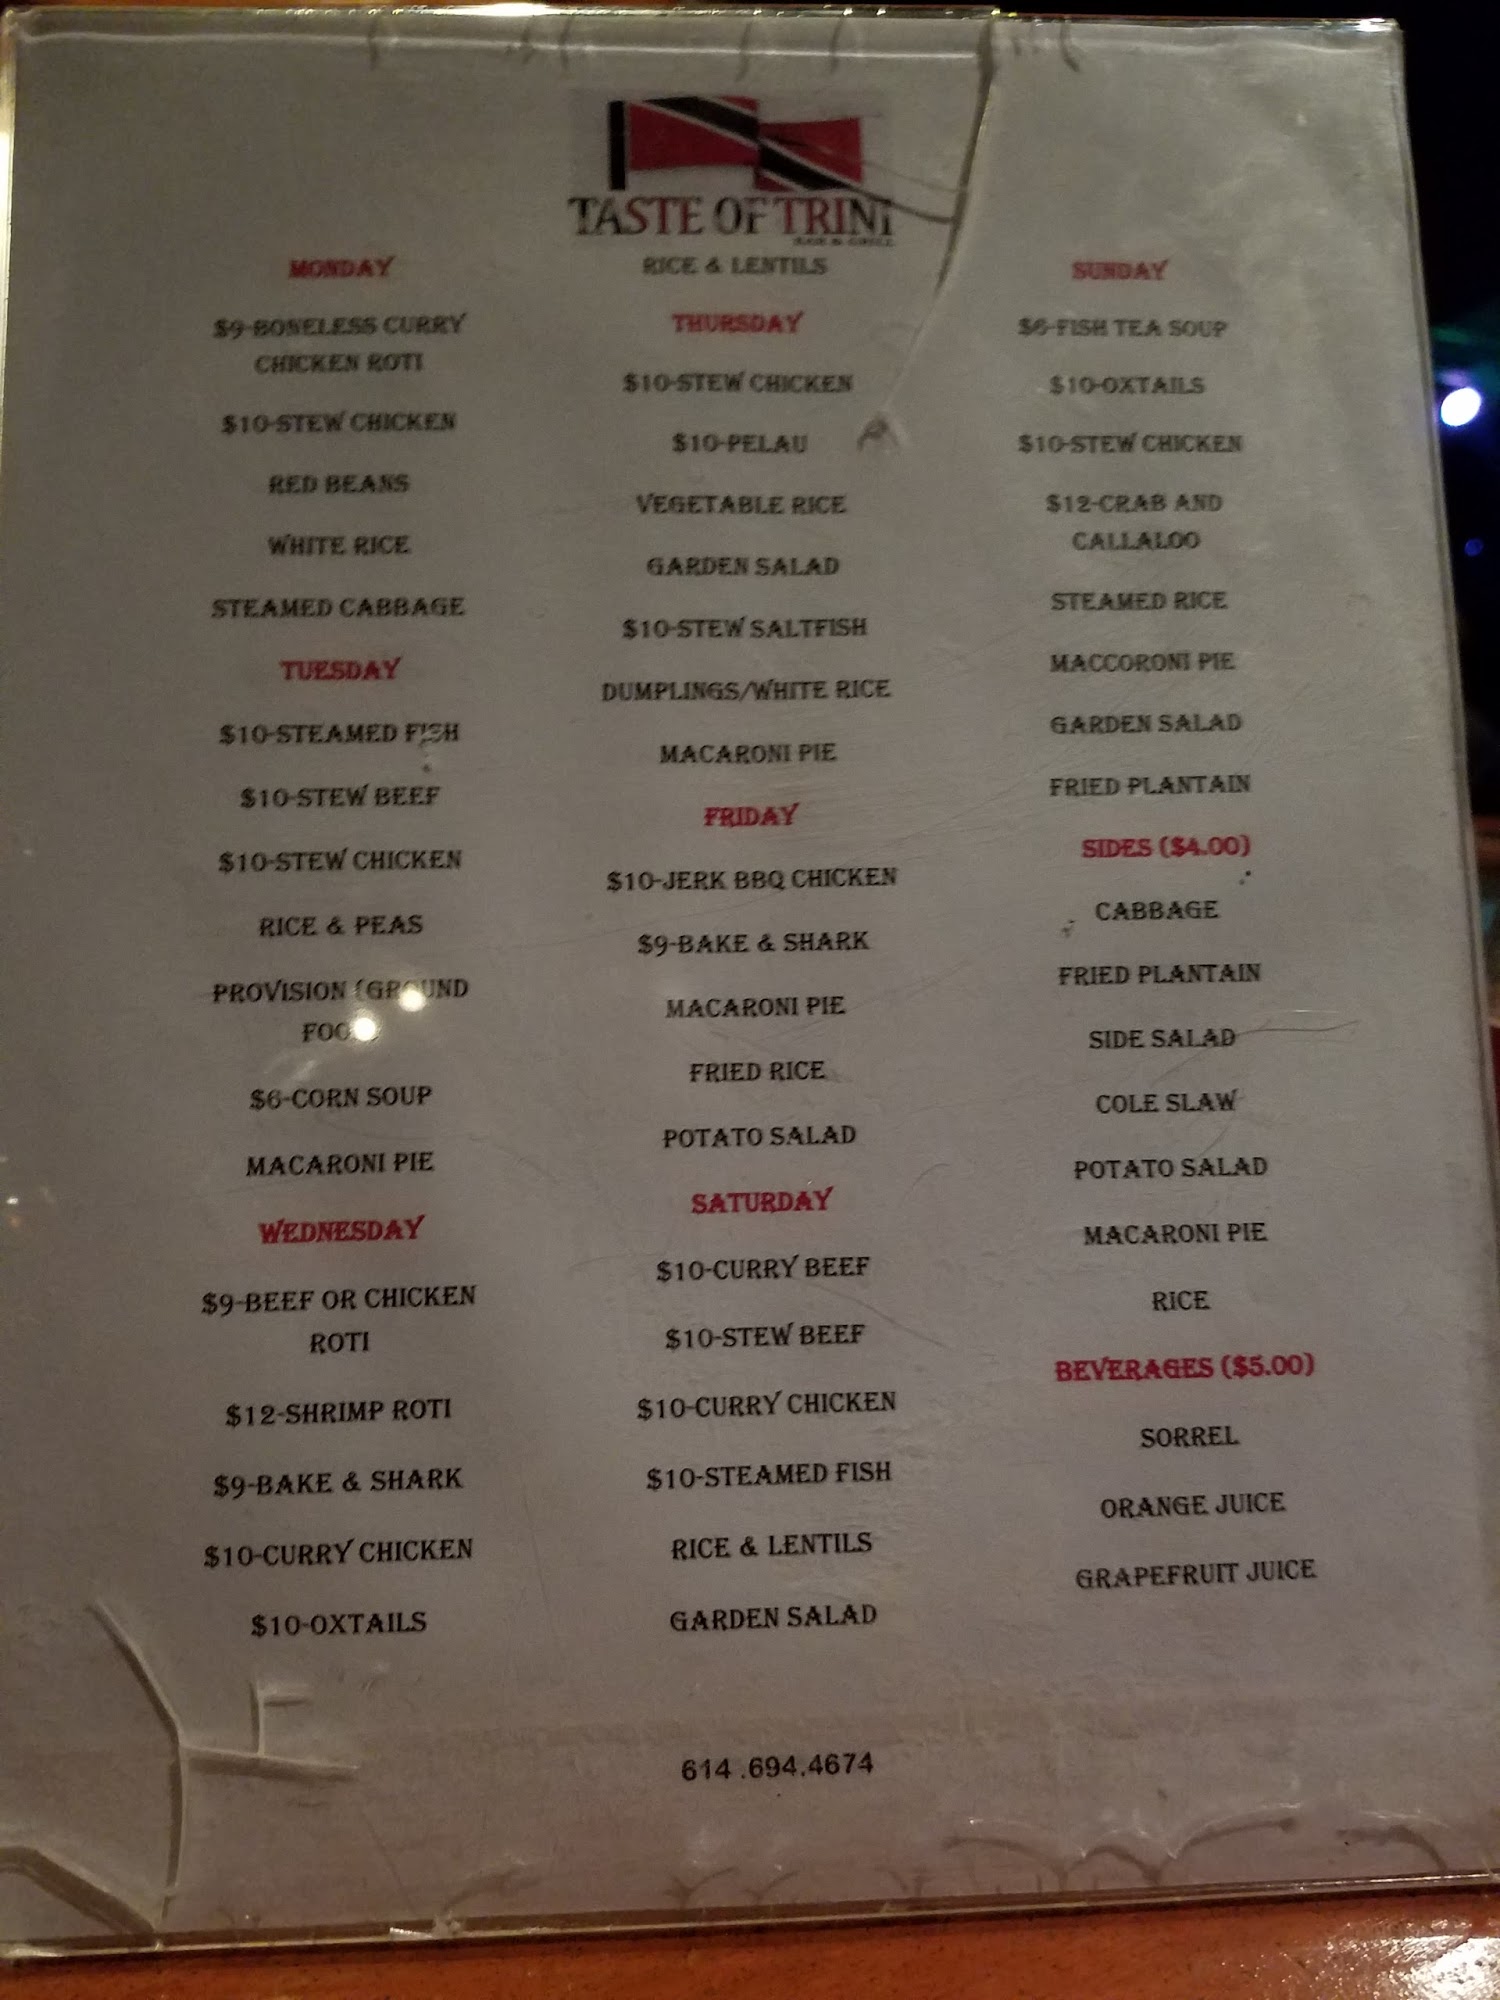 TASTE OF TRINI
BAR & GRILL
MONDAY
$9-BONELESS CURRY
CHICKEN ROTI
$10-STEW CHICKEN
RED BEANS
WHITE RICE
STEAMED CABBAGE
TUESDAY
$10-STEAMED FISH
$10-STEW BEEF
$10-STEW CHICKEN
RICE & PEAS
PROVISION (GROUND
FOOD)
$6-CORN SOUP
MACARONI PIE
WEDNESDAY
$9-BEEF OR CHICKEN
ROTI
$12-SHRIMP ROTI
$9-BAKE & SHARK
$10-CURRY CHICKEN
$10-OXTAILS
RICE & LENTILS
THURSDAY
$10-STEW CHICKEN
$10-PELAU
VEGETABLE RICE
GARDEN SALAD
$10-STEW SALTFISH
DUMPLINGS/WHITE RICE
MACARONI PIE
FRIDAY
$10-JERK BBQ CHICKEN
$9-BAKE & SHARK
MACARONI PIE
FRIED RICE
POTATO SALAD
SATURDAY
$10-CURRY BEEF
$10-STEW BEEF
$10-CURRY CHICKEN
$10-STEAMED FISH
RICE & LENTILS
GARDEN SALAD
SUNDAY
$6-FISH TEA SOUP
$10-OXTAILS
$10-STEW CHICKEN
$12-CRAB AND
CALLALOO
STEAMED RICE
MACCORONI PIE
GARDEN SALAD
FRIED PLANTAIN
SIDES ($4.00)
CABBAGE
FRIED PLANTAIN
SIDE SALAD
COLE SLAW
POTATO SALAD
MACARONI PIE
RICE
BEVERAGES ($5.00)
SORREL
ORANGE JUICE
GRAPEFRUIT JUICE
614 .694.4674